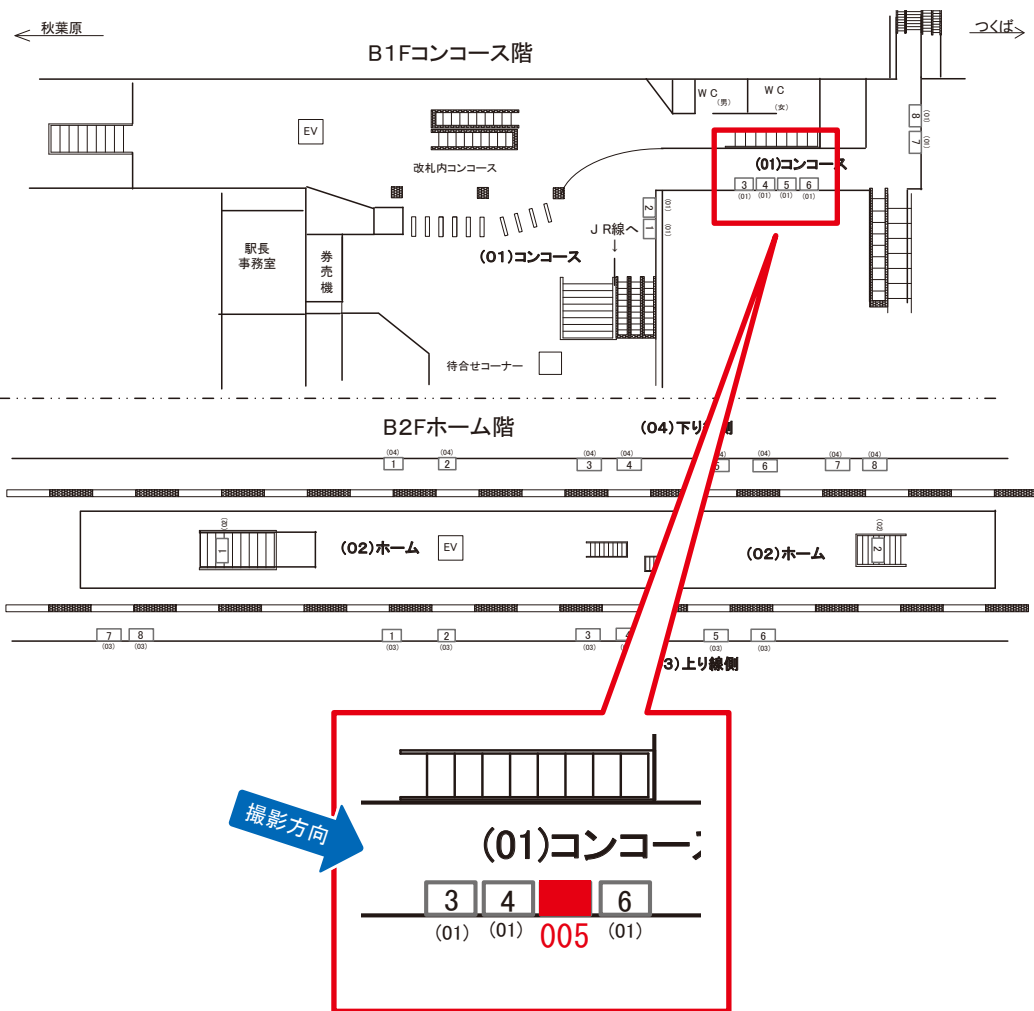 秋葉原
つくば
B1Fコンコース階
WC
(男)
WC
(女)
8
(01)
7
(01)
EV
改札内コンコース
(01)コンコース
3
4
5
6
(01)
(01)
(01)
(01)
2
(01)
1
(01)
JR線へ
↓
(01)コンコース
駅長
事務室
券売機
待合せコーナー
B2Fホーム階
(04)下り
側
(04)
(04)
(04)
(04)
(04)
(04)
(04)
1
2
3
4
6
7
8
(02)
1
(02)ホーム
EV
(02)ホーム
(02)
2
7
8
1
2
3
5
6
(03)
(03)
(03)
(03)
(03)
(03)
(03)
3)上り線側
撮影方向
(01)コンコー
3
4
6
(01)
(01)
005
(01)